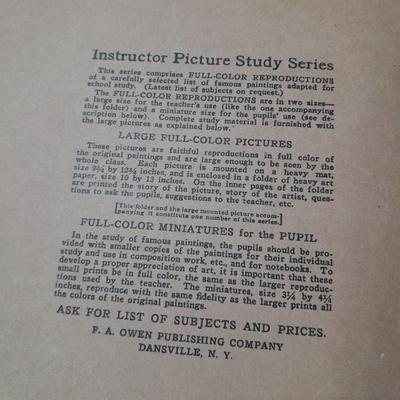 Instructor Picture Study Series
This series comprises FULL-COLOR REPRODUCTIONS
of a carefully selected list of famous paintings adapted for
school study. (Latest list of subjects on request.)
The FULL-COLOR REPRODUCTIONS are in two sizes—
a large size for the teacher's use (like the one accompanying
this folder) and a miniature size for the pupils' use (see de-
scription below). Complete study material is furnished with
the large pictures as explained below.
LARGE FULL-COLOR PICTURES
These pictures are faithful reproductions in full color of
the original paintings and are large enough to be seen by the
whole class. Each picture is mounted on a heavy mat,
size 9¾ by 12¾ inches, and is enclosed in a folder of heavy art
paper, size 10 by 13 inches. On the inner pages of the folder
are printed the story of the picture, story of the artist, ques-
tions to ask the pupils, suggestions to the teacher, etc.
[This folder and the large mounted picture accom-
panying it constitute one number of this series.]
FULL-COLOR MINIATURES for the PUPIL
In the study of famous paintings, the pupils should be pro-
vided with smaller copies of the paintings for their individual
study and use in composition work, etc., and for notebooks. To
develop a proper appreciation of art, it is important that these
small prints be in full color, the same as the larger reproduc-
tions used by the teacher. The miniatures, size 3¼ by 4¼
inches, reproduce with the same fidelity as the larger prints all
the colors of the original paintings.
ASK FOR LIST OF SUBJECTS AND PRICES.
F. A. OWEN PUBLISHING COMPANY
DANSVILLE, N. Y.